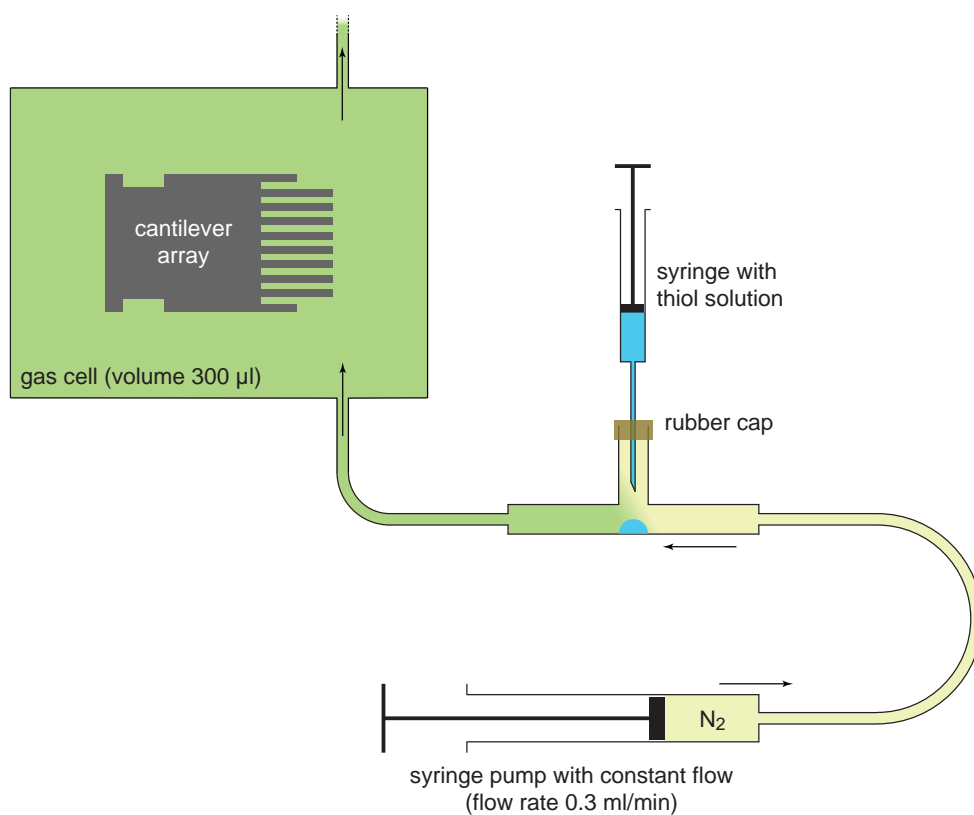 cantilever
array
gas cell (volume 300 µl)
syringe with
thiol solution
rubber cap
N2
syringe pump with constant flow
(flow rate 0.3 ml/min)